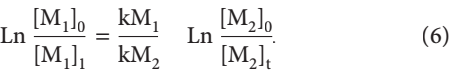 Ln [M₁]₀ / [M₁]₁ = kM₁ / kM₂ Ln [M₂]₀ / [M₂]ₜ. (6)